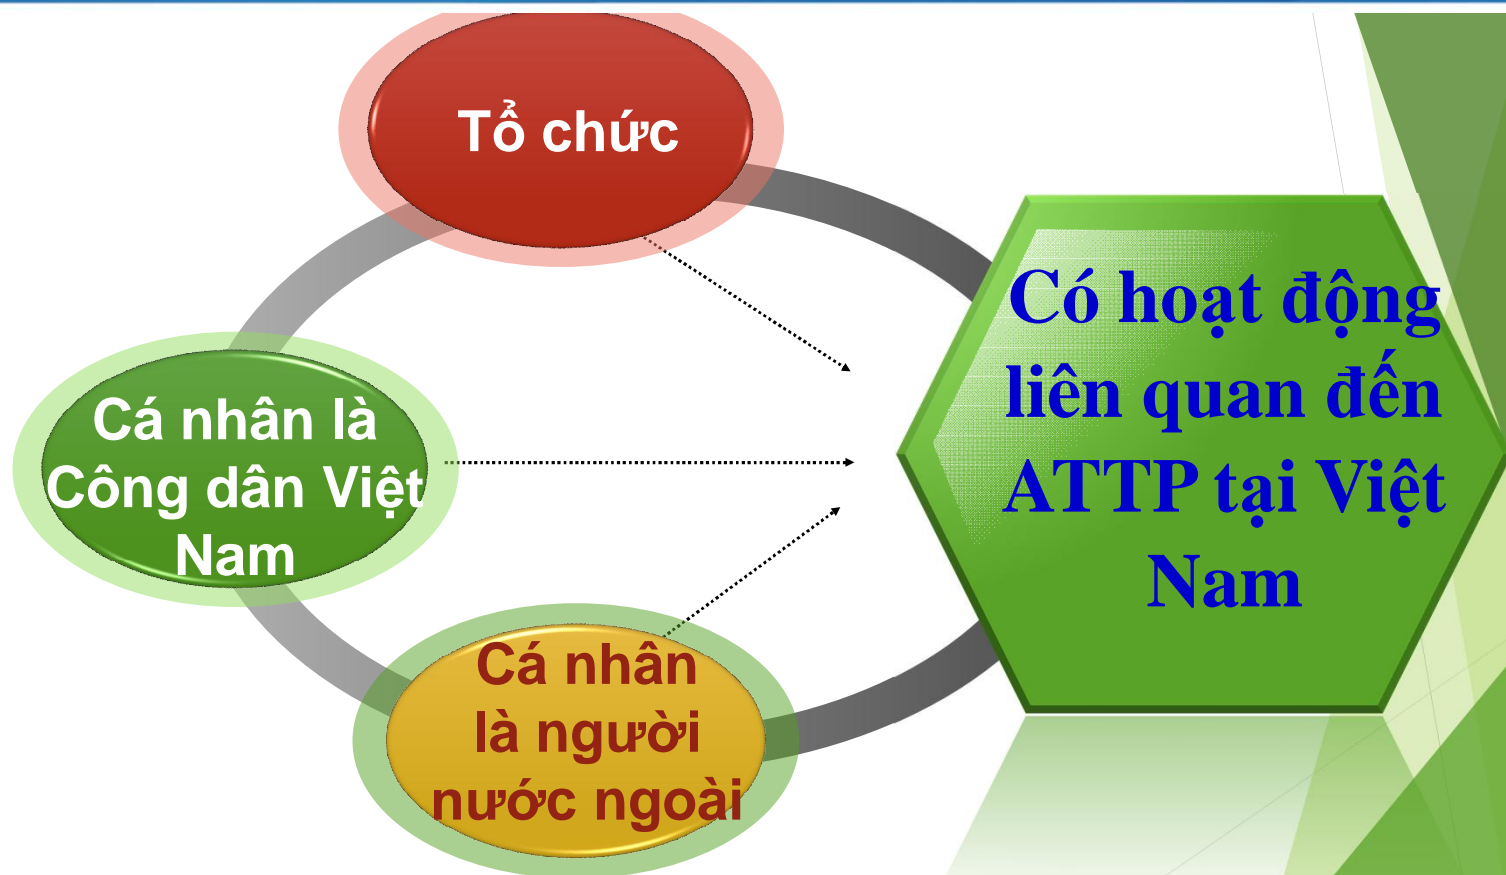 Tổ chức
Cá nhân là
Công dân Việt
Nam
Cá nhân
là người
nước ngoài
Có hoạt động
liên quan đến
ATTP tại Việt
Nam